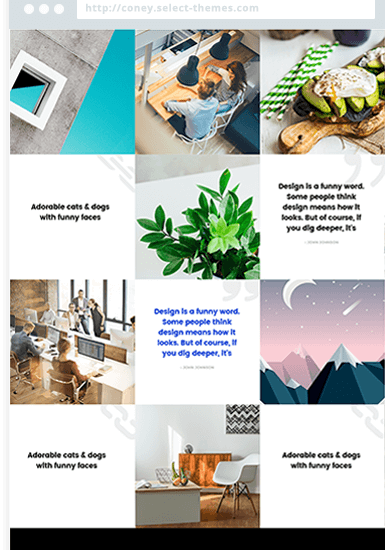 http://coney.select-themes.com
Adorable cats & dogs
with funny faces
Design is a funny word.
Some people think
design means how it
looks. But of course, if
you dig deeper, it's
- JOHN JOHNSON
Design is a funny word.
Some people think
design means how it
looks. But of course, if
you dig deeper, it's
- JOHN JOHNSON
Adorable cats & dogs
with funny faces
Adorable cats & dogs
with funny faces